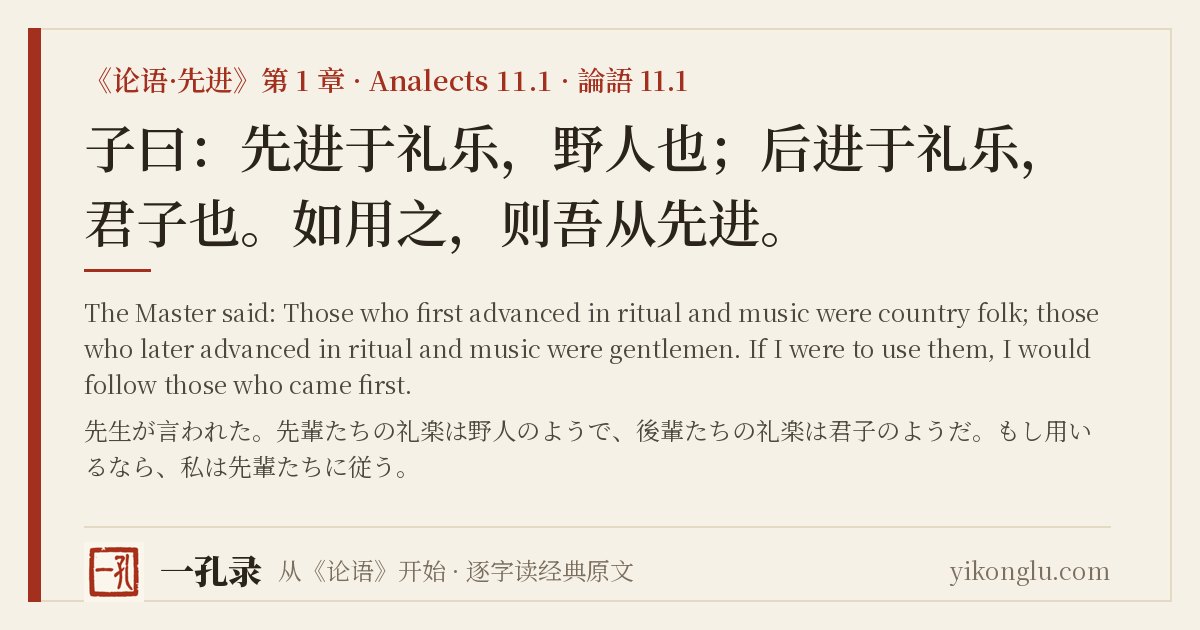 《论语·先进》第 1 章 · Analects 11.1 · 論語 11.1
子曰：先进于礼乐，野人也；后进于礼乐，
君子也。如用之，则吾从先进。
The Master said: Those who first advanced in ritual and music were country folk; those
who later advanced in ritual and music were gentlemen. If I were to use them, I would
follow those who came first.
先生が言われた。先輩たちの礼楽は野人のようで、後輩たちの礼楽は君子のようだ。もし用い
るなら、私は先輩たちに従う。
一孔
一孔录 从《论语》开始 · 逐字读经典原文 yikonglu.com